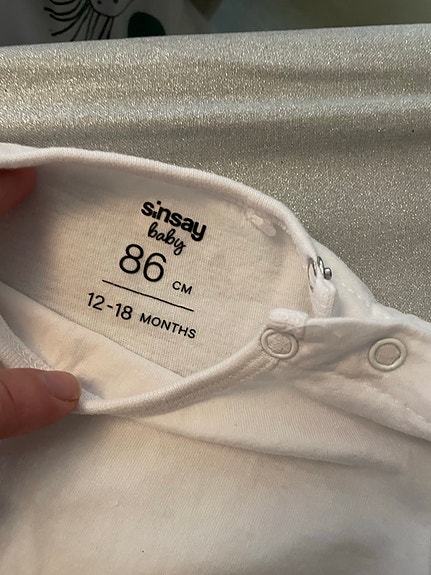 sinsay
baby
86 CM
12-18 MONTHS